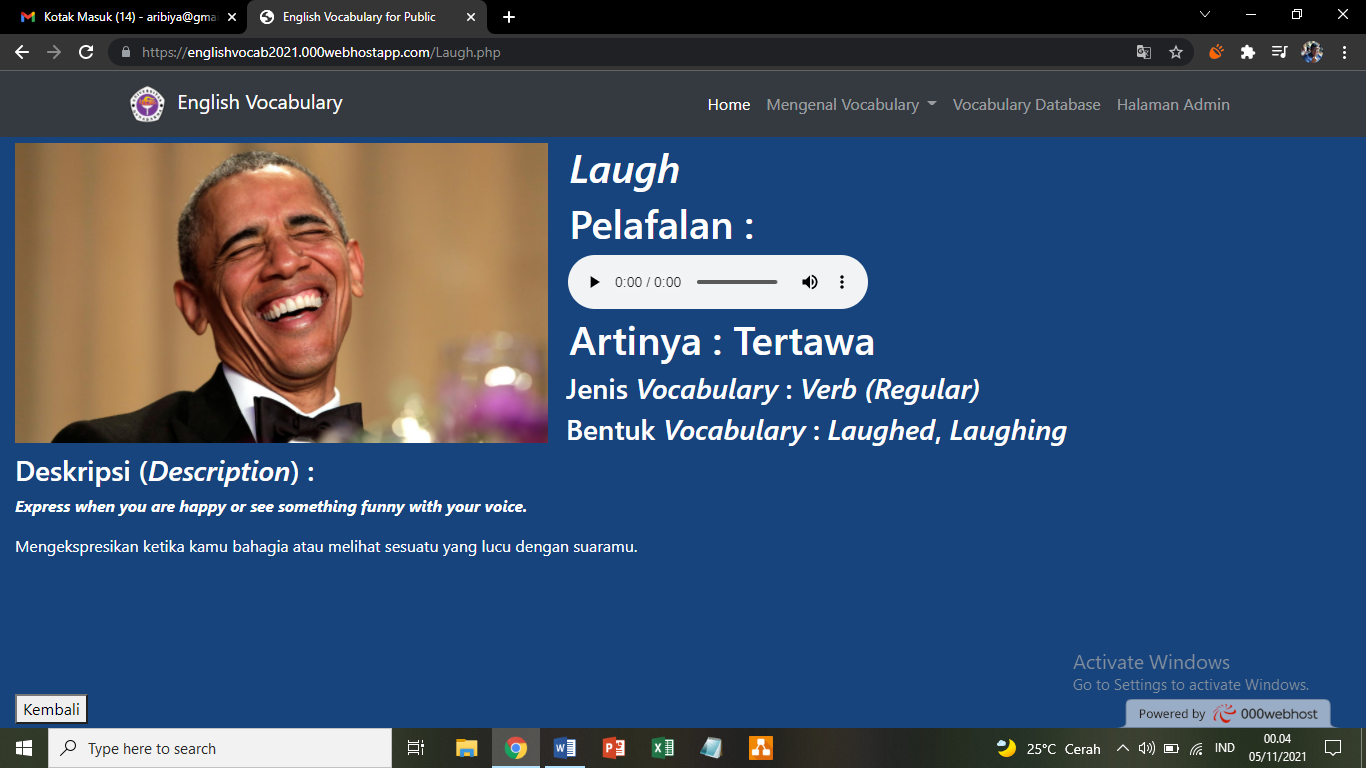 Kotak Masuk (14) - aribiya@gma
English Vocabulary for Public
https://englishvocab2021.000webhostapp.com/Laugh.php
English Vocabulary
Home Mengenal Vocabulary Vocabulary Database Halaman Admin
Laugh
Pelafalan :
0:00 / 0:00
Artinya : Tertawa
Jenis Vocabulary : Verb (Regular)
Bentuk Vocabulary : Laughed, Laughing
Deskripsi (Description) :
Express when you are happy or see something funny with your voice.
Mengekspresikan ketika kamu bahagia atau melihat sesuatu yang lucu dengan suaramu.
Activate Windows
Go to Settings to activate Windows.
Kembali
Powered by 000webhost
Type here to search
25°C Cerah
IND
00.04
05/11/2021